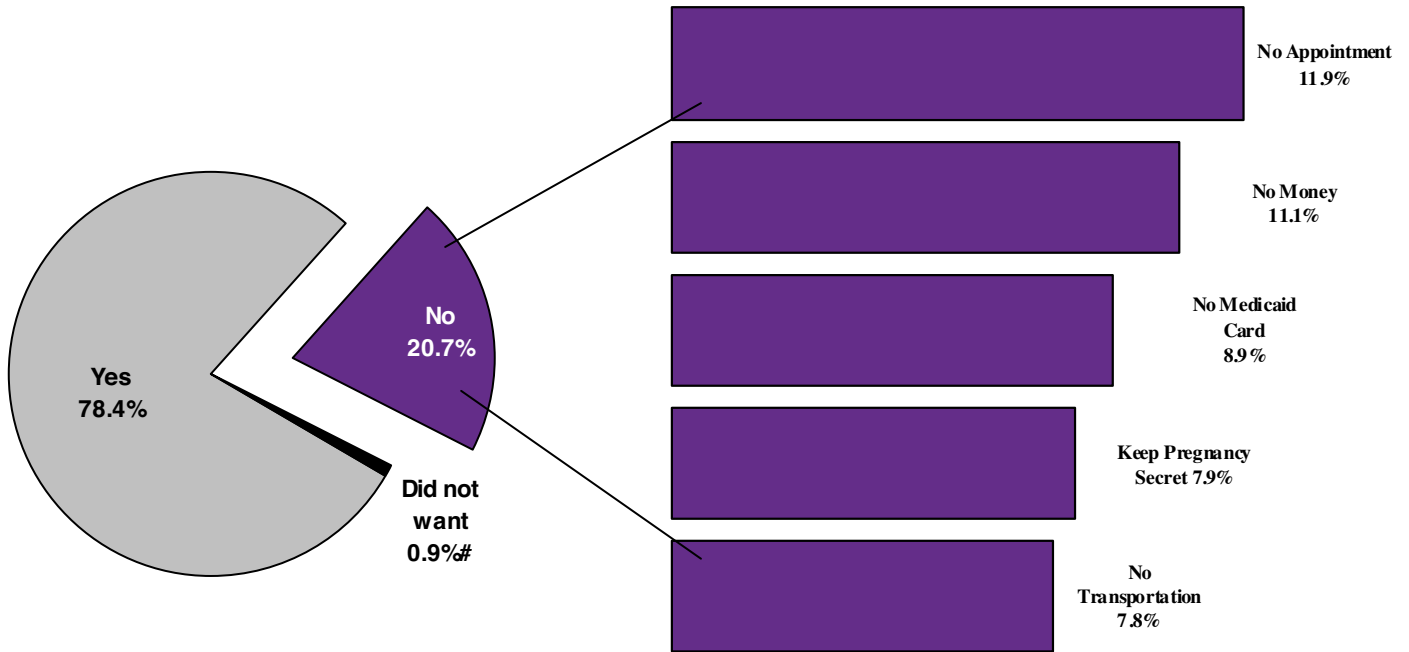 Yes
78.4%
No
20.7%
Did not
want
0.9%#
No Appointment
11.9%
No Money
11.1%
No Medicaid
Card
8.9%
Keep Pregnancy
Secret 7.9%
No
Transportation
7.8%